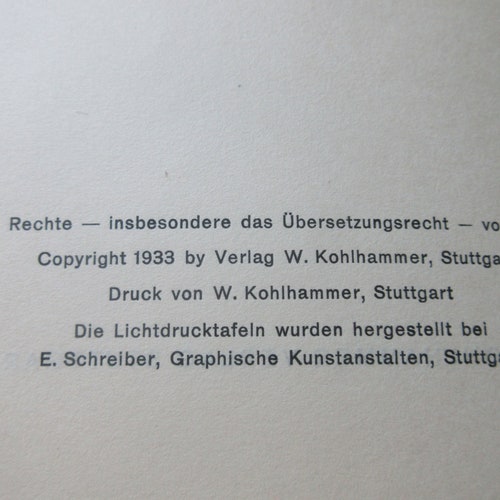 Rechte — insbesondere das Übersetzungsrecht — vo
Copyright 1933 by Verlag W. Kohlhammer, Stuttga
Druck von W. Kohlhammer, Stuttgart
Die Lichtdrucktafeln wurden hergestellt bei
E. Schreiber, Graphische Kunstanstalten, Stuttg